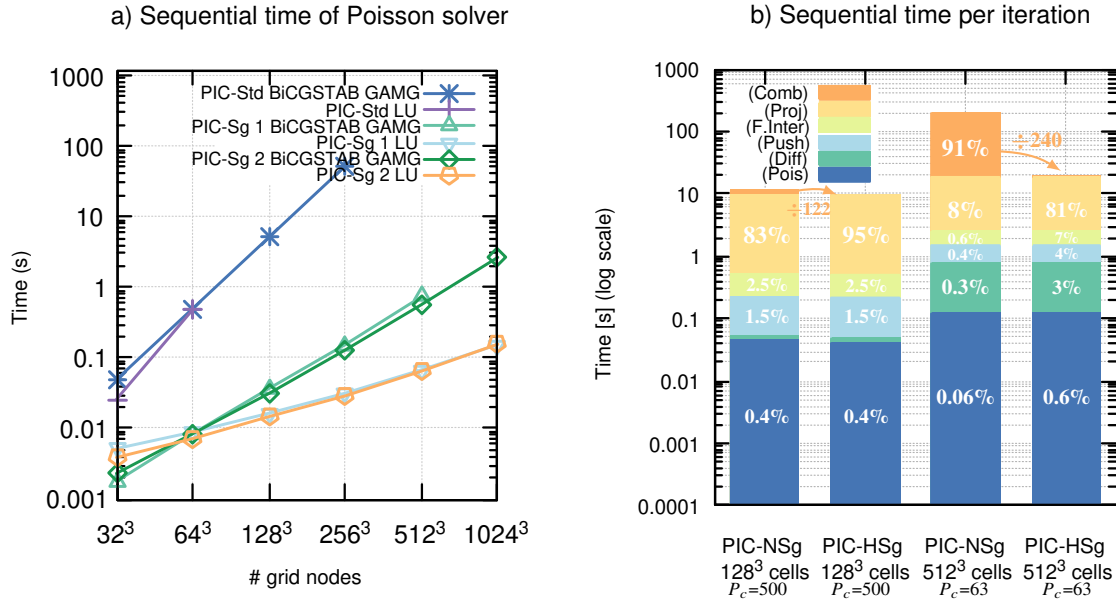 a) Sequential time of Poisson solver
Time (s)
1000
100
10
1
0.1
0.01
0.001
PIC-Std BiCGSTAB GAMG
PIC-Std LU
PIC-Sg 1 BiCGSTAB GAMG
PIC-Sg 1 LU
PIC-Sg 2 BiCGSTAB GAMG
PIC-Sg 2 LU
32³ 64³ 128³ 256³ 512³ 1024³
# grid nodes
b) Sequential time per iteration
Time [s] (log scale)
1000
100
10
1
0.1
0.01
0.001
0.0001
(Comb)
(Proj)
(F.Inter)
(Push)
(Diff)
(Pois)
÷122
÷240
83%
2.5%
1.5%
0.4%
95%
2.5%
1.5%
0.4%
91%
8%
0.6%
0.4%
0.3%
0.06%
81%
7%
4%
3%
0.6%
PIC-NSg PIC-HSg PIC-NSg PIC-HSg
128³ cells 128³ cells 512³ cells 512³ cells
P_c=500 P_c=500 P_c=63 P_c=63